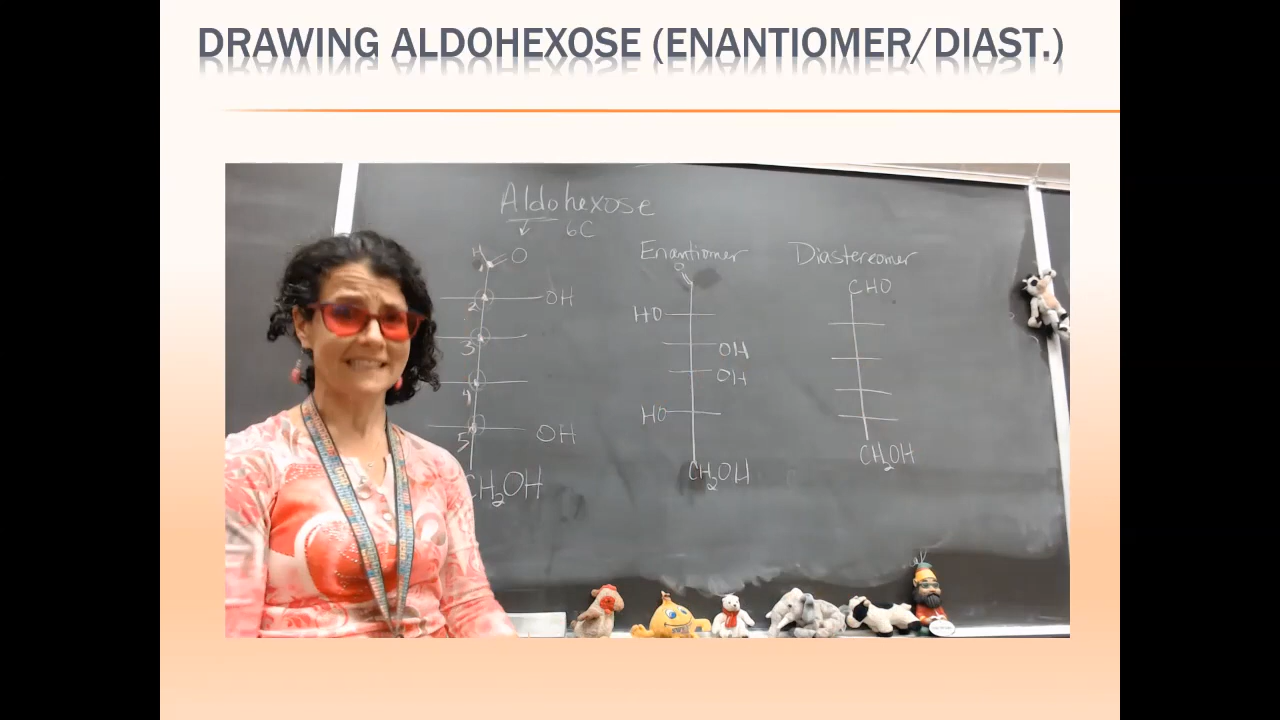 DRAWING ALDOHEXOSE (ENANTIOMER/DIAST.)
Aldohexose
6C
H O
1
2 OH
3
4
5 OH
CH2OH
Enantiomer
O
HO
OH
OH
HO
CH2OH
Diastereomer
CHO
CH2OH